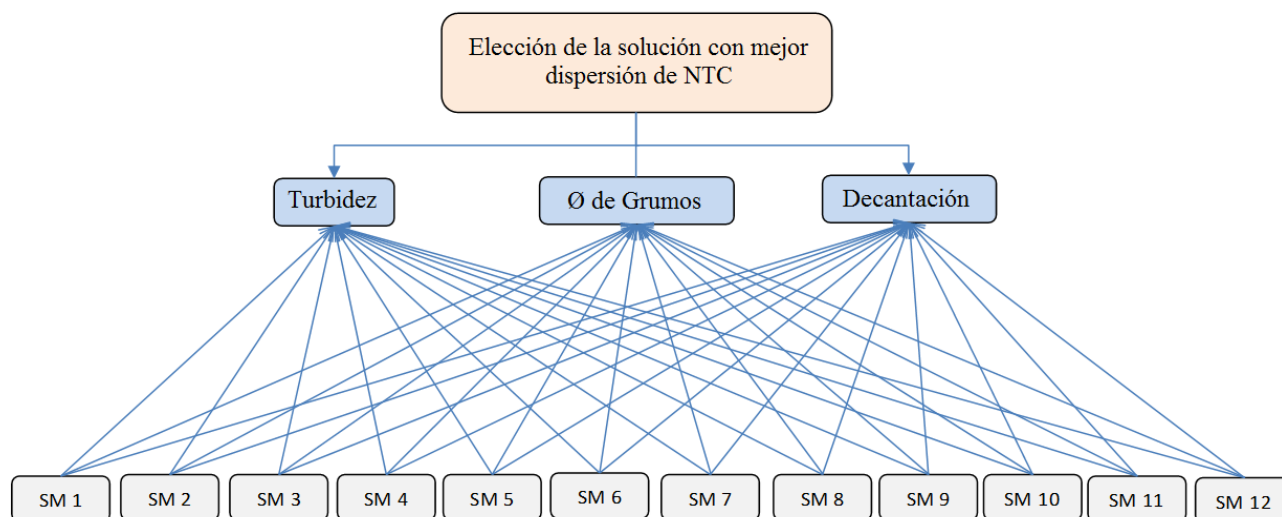 Elección de la solución con mejor
dispersión de NTC
Turbidez
Ø de Grumos
Decantación
SM 1
SM 2
SM 3
SM 4
SM 5
SM 6
SM 7
SM 8
SM 9
SM 10
SM 11
SM 12